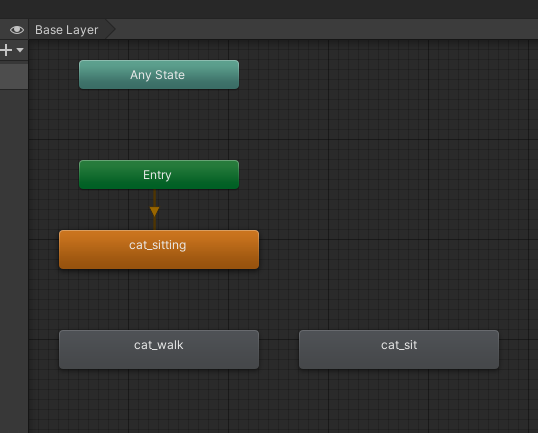 Base Layer
Any State
Entry
cat_sitting
cat_walk
cat_sit